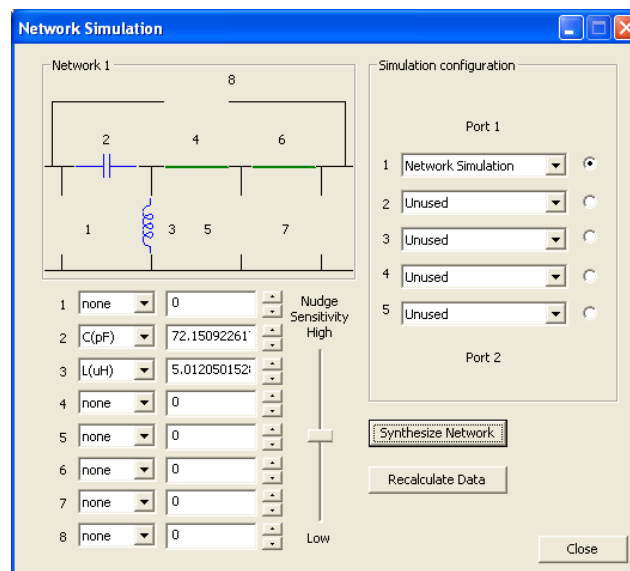 Network Simulation
Network 1
8
2 4 6
1 3 5 7
1 none 0
2 C(pF) 72.15092261
3 L(uH) 5.012050152
4 none 0
5 none 0
6 none 0
7 none 0
8 none 0
Nudge
Sensitivity
High
Low
Simulation configuration
Port 1
1 Network Simulation
2 Unused
3 Unused
4 Unused
5 Unused
Port 2
Synthesize Network
Recalculate Data
Close